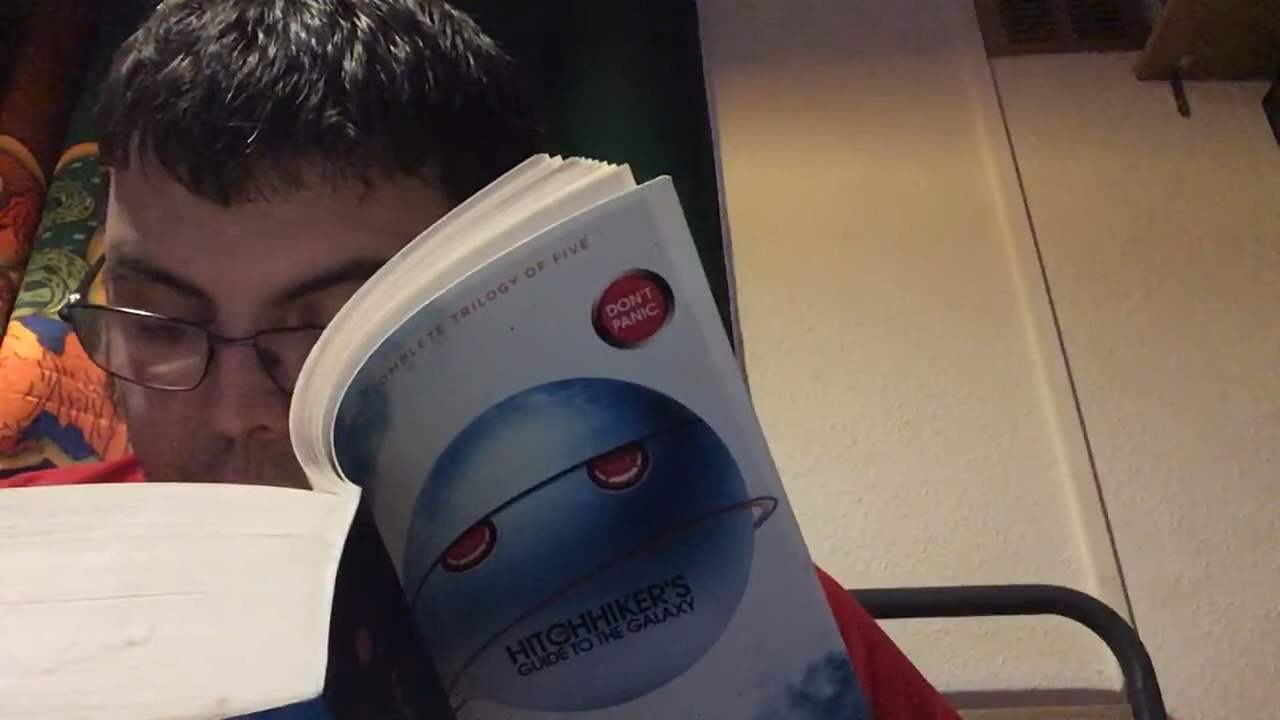 COMPLETE TRILOGY OF FIVE
DON'T
PANIC
HITCHHIKER'S
GUIDE TO THE GALAXY